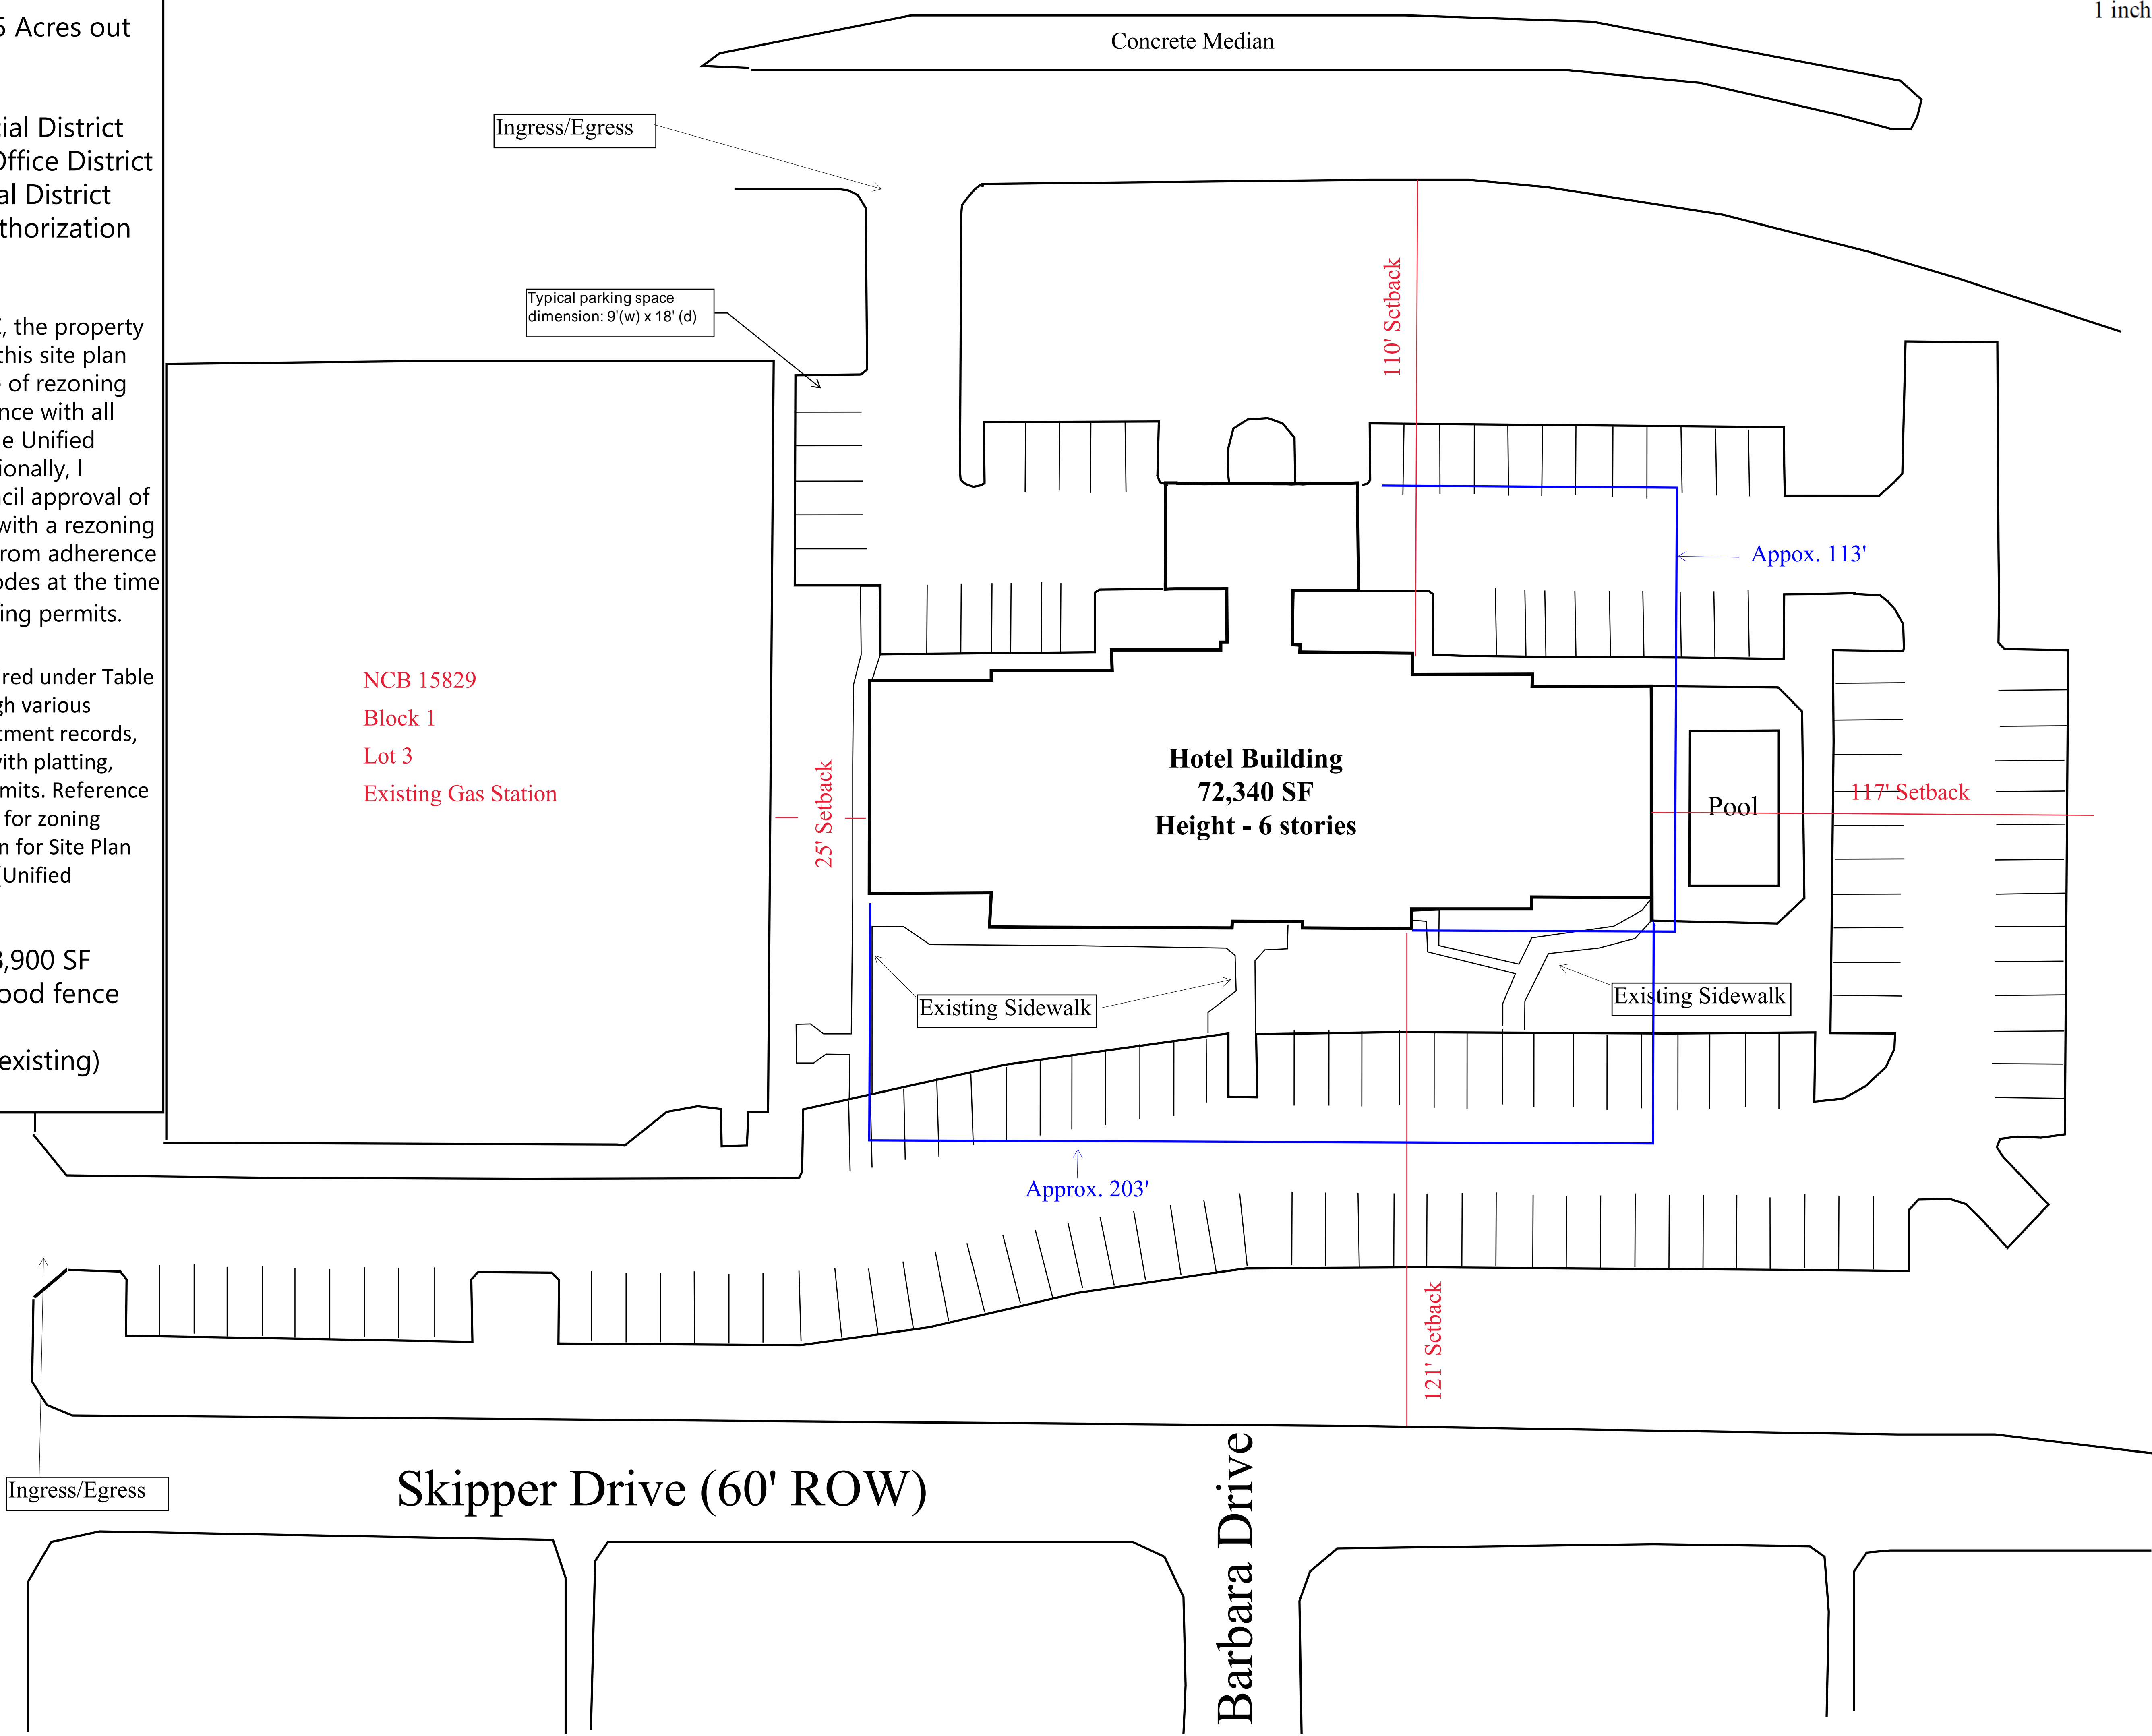 5 Acres out
ial District
Office District
al District
thorization
, the property
this site plan
of rezoning
nce with all
e Unified
ionally, I
ncil approval of
with a rezoning
from adherence
odes at the time
ing permits.
red under Table
gh various
tment records,
with platting,
mits. Reference
for zoning
n for Site Plan
(Unified
,900 SF
ood fence
existing)
1 inch
Concrete Median
Ingress/Egress
Typical parking space
dimension: 9'(w) x 18' (d)
110' Setback
Appox. 113'
NCB 15829
Block 1
Lot 3
Existing Gas Station
25' Setback
Hotel Building
72,340 SF
Height - 6 stories
Pool
117' Setback
Existing Sidewalk
Existing Sidewalk
Approx. 203'
121' Setback
Ingress/Egress
Skipper Drive (60' ROW)
Barbara Drive